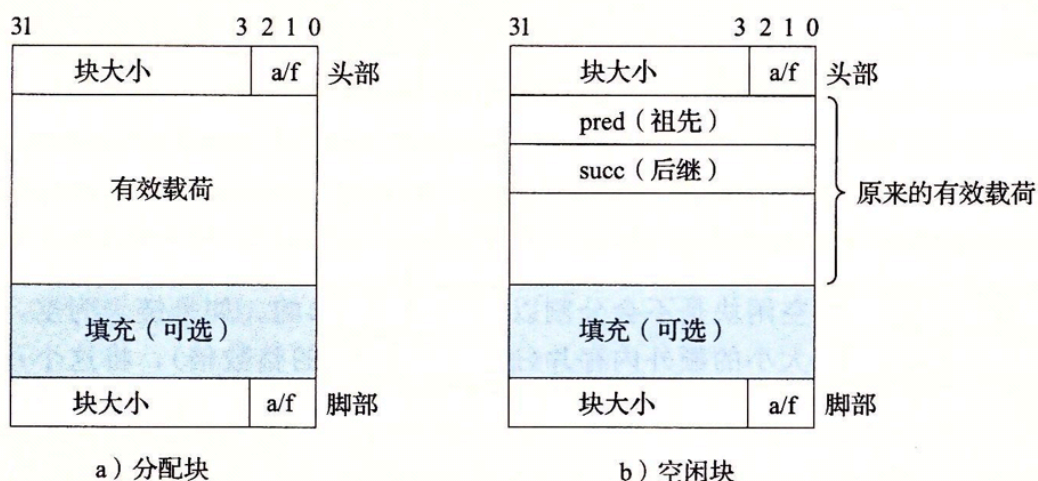 31 3 2 1 0
块大小 a/f 头部
有效载荷
填充（可选）
块大小 a/f 脚部
a）分配块
31 3 2 1 0
块大小 a/f 头部
pred（祖先）
succ（后继）
原来的有效载荷
填充（可选）
块大小 a/f 脚部
b）空闲块